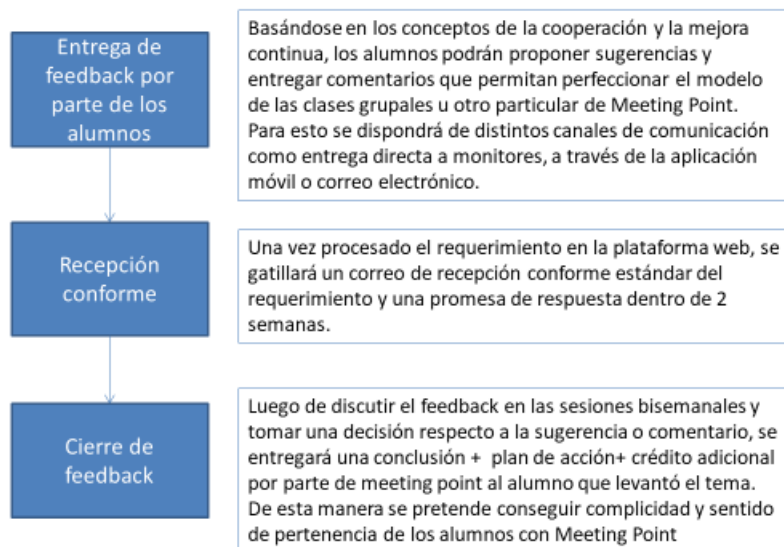 Entrega de
feedback por
parte de los
alumnos
Basándose en los conceptos de la cooperación y la mejora
continua, los alumnos podrán proponer sugerencias y
entregar comentarios que permitan perfeccionar el modelo
de las clases grupales u otro particular de Meeting Point.
Para esto se dispondrá de distintos canales de comunicación
como entrega directa a monitores, a través de la aplicación
móvil o correo electrónico.
Recepción
conforme
Una vez procesado el requerimiento en la plataforma web, se
gatillará un correo de recepción conforme estándar del
requerimiento y una promesa de respuesta dentro de 2
semanas.
Cierre de
feedback
Luego de discutir el feedback en las sesiones bisemanales y
tomar una decisión respecto a la sugerencia o comentario, se
entregará una conclusión + plan de acción+ crédito adicional
por parte de meeting point al alumno que levantó el tema.
De esta manera se pretende conseguir complicidad y sentido
de pertenencia de los alumnos con Meeting Point